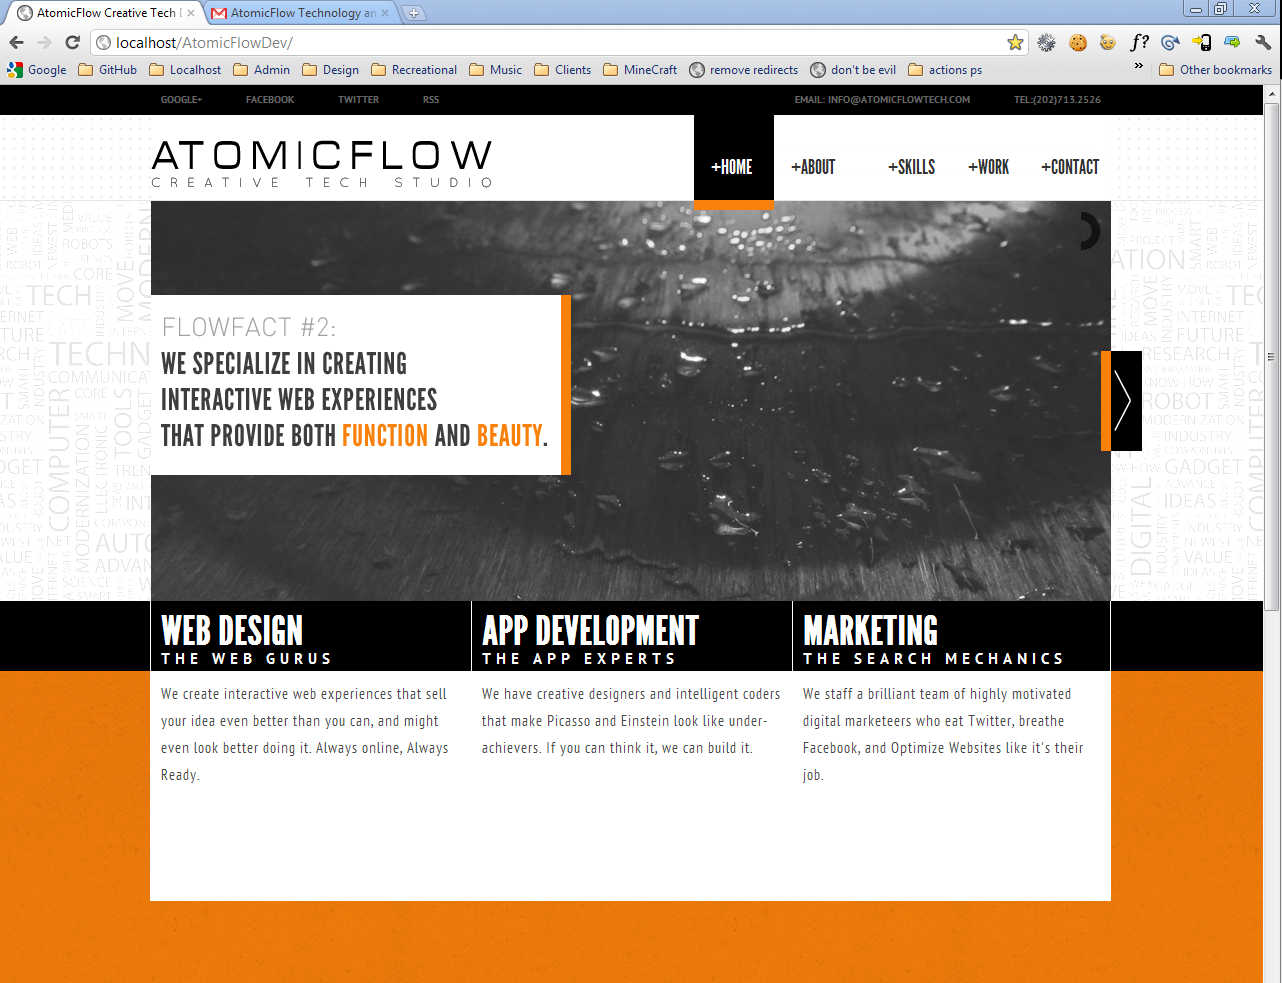 AtomicFlow Creative Tech
AtomicFlow Technology an
localhost/AtomicFlowDev/
f?
Google GitHub Localhost Admin Design Recreational Music Clients MineCraft remove redirects don't be evil actions ps » Other bookmarks
GOOGLE+ FACEBOOK TWITTER RSS EMAIL: INFO@ATOMICFLOWTECH.COM TEL:(202)713.2526
ATOMICFLOW
CREATIVE TECH STUDIO
+HOME +ABOUT +SKILLS +WORK +CONTACT
FLOWFACT #2:
WE SPECIALIZE IN CREATING
INTERACTIVE WEB EXPERIENCES
THAT PROVIDE BOTH FUNCTION AND BEAUTY.
WEB DESIGN
THE WEB GURUS
We create interactive web experiences that sell
your idea even better than you can, and might
even look better doing it. Always online, Always
Ready.
APP DEVELOPMENT
THE APP EXPERTS
We have creative designers and intelligent coders
that make Picasso and Einstein look like under-
achievers. If you can think it, we can build it.
MARKETING
THE SEARCH MECHANICS
We staff a brilliant team of highly motivated
digital marketeers who eat Twitter, breathe
Facebook, and Optimize Websites like it's their
job.